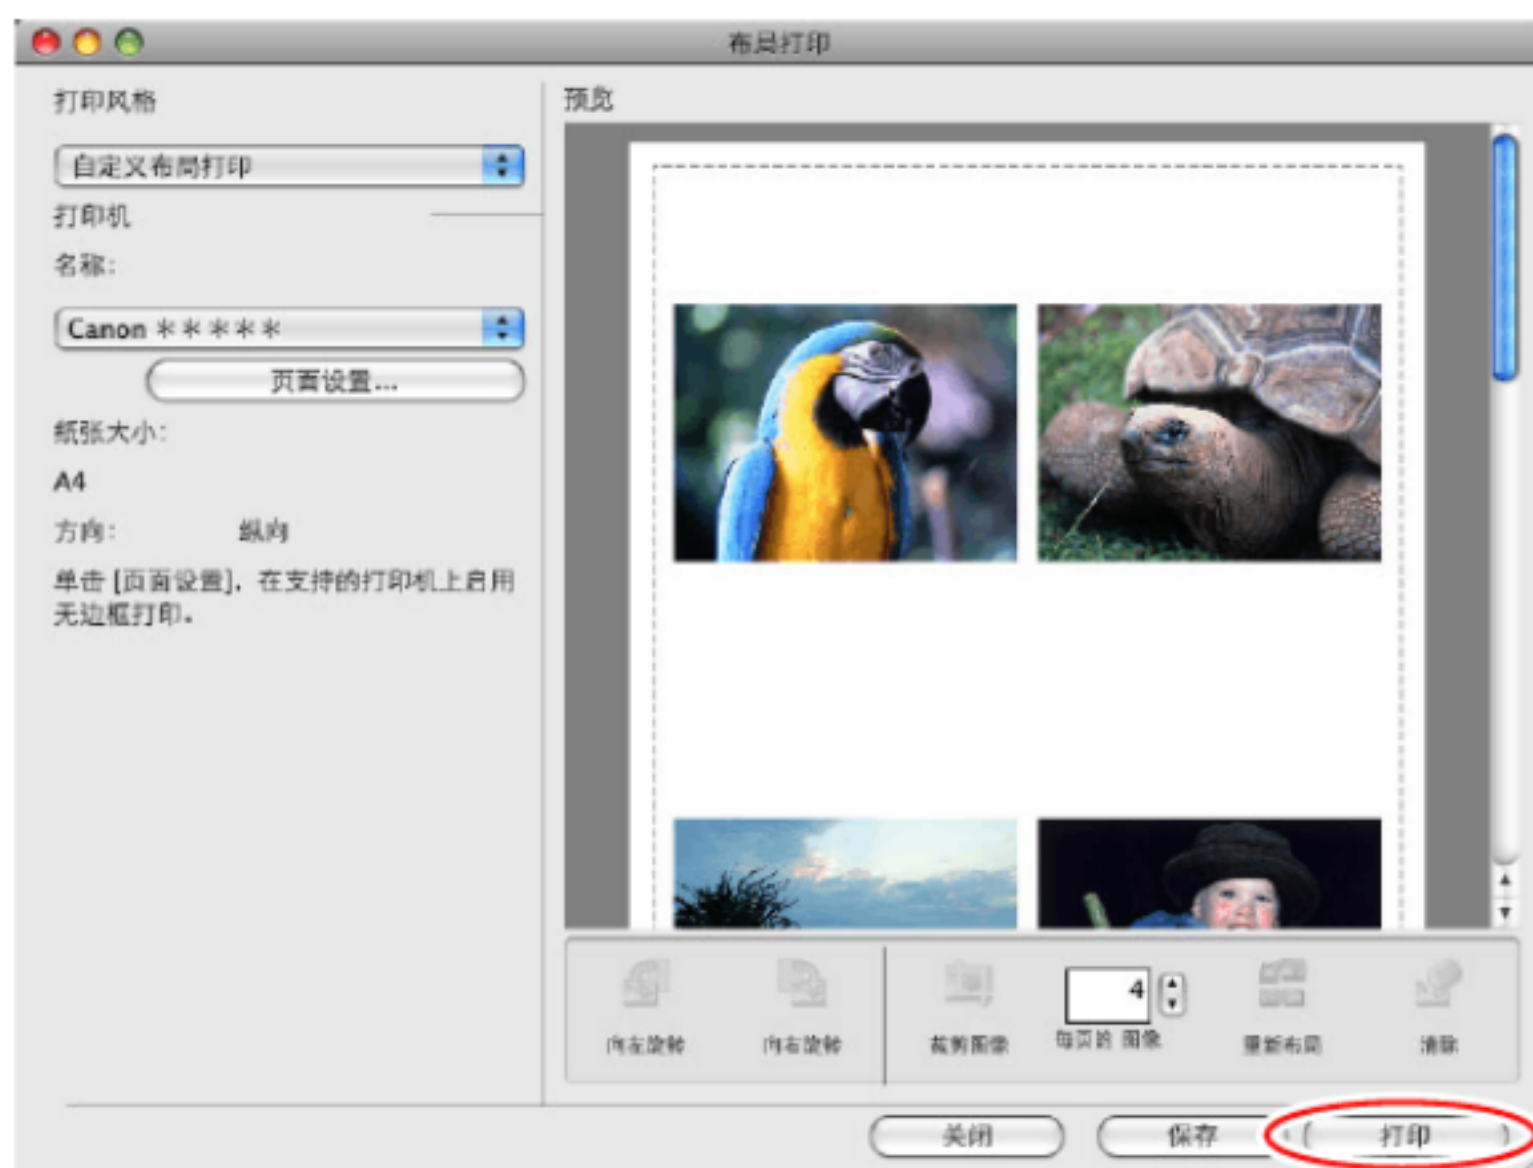 布局打印
打印风格
自定义布局打印
打印机
名称：
Canon ＊＊＊＊＊
页面设置...
纸张大小：
A4
方向： 纵向
单击 [页面设置]，在支持的打印机上启用
无边框打印。
预览
4
向左旋转 向右旋转 裁剪图像 每页的 图像 重新布局 清除
关闭 保存 打印